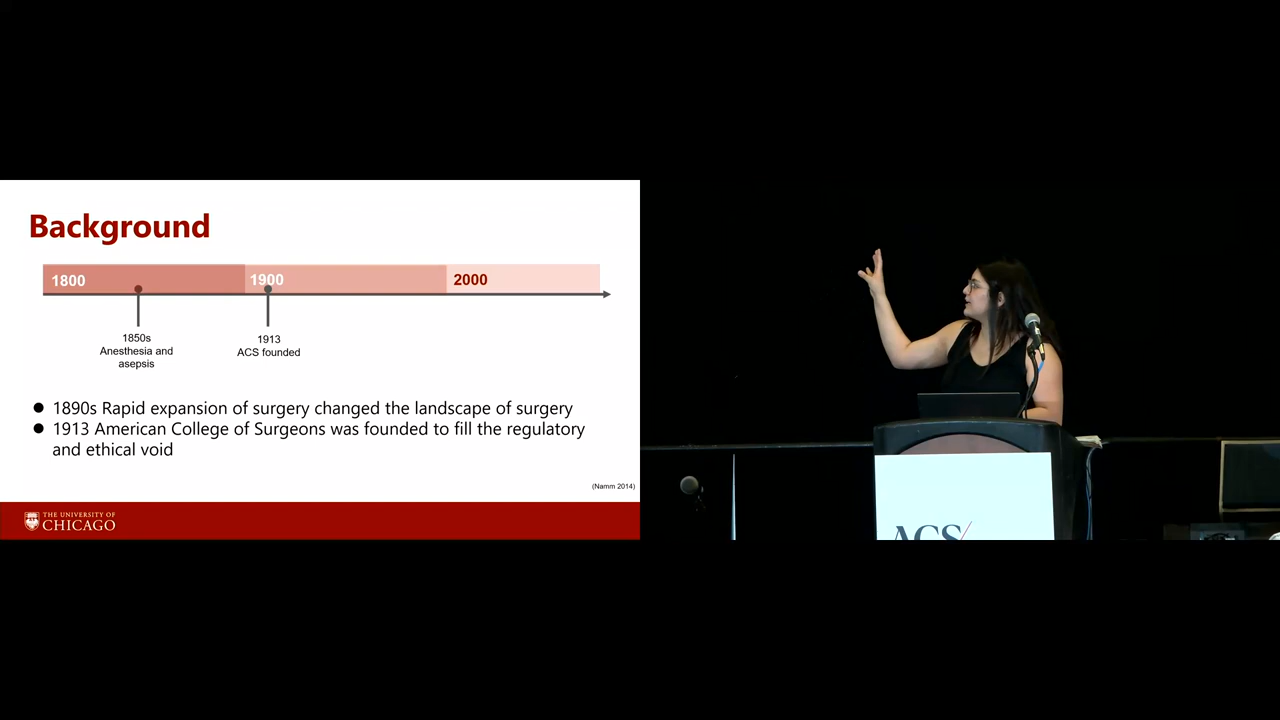 Background
1800
1900
2000
1850s
Anesthesia and
asepsis
1913
ACS founded
● 1890s Rapid expansion of surgery changed the landscape of surgery
● 1913 American College of Surgeons was founded to fill the regulatory
and ethical void
(Namm 2014)
THE UNIVERSITY OF
CHICAGO
ACS